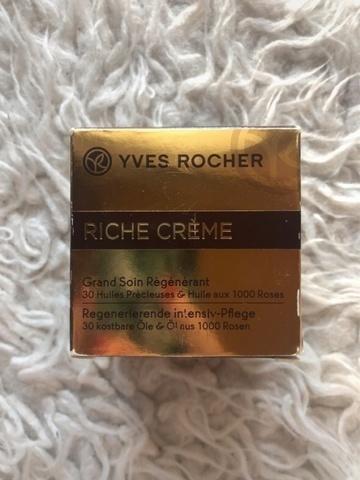 YVES ROCHER
RICHE CRÈME
Grand Soin Régénérant
30 Huiles Précieuses & Huile aux 1000 Roses
Regenerierende intensiv-Pflege
30 kostbare Öle & Öl aus 1000 Rosen